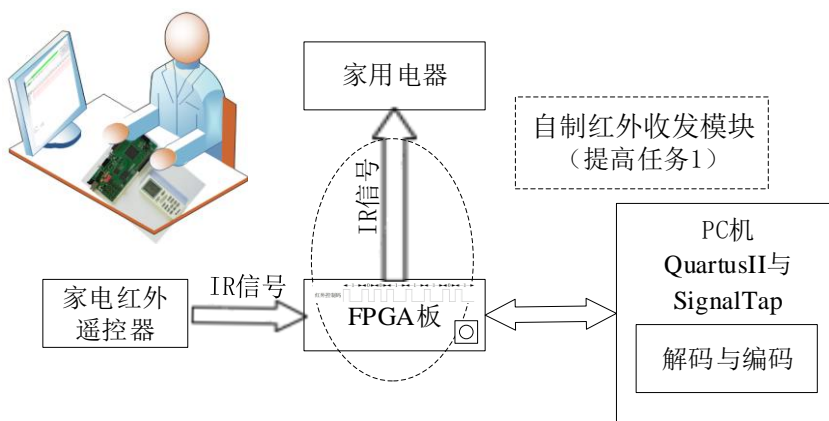 家用电器
自制红外收发模块
（提高任务1）
IR信号
PC机
QuartusII与
SignalTap
解码与编码
家电红外
遥控器
IR信号
FPGA板